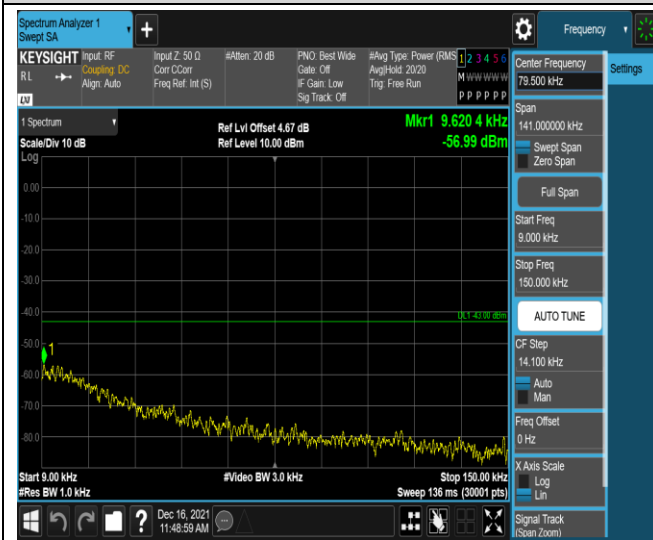 Spectrum Analyzer 1
Swept SA
Frequency
KEYSIGHT
RL
LXI
Input: RF
Coupling: DC
Align: Auto
Input Z: 50 Ω
Corr CCorr
Freq Ref: Int (S)
#Atten: 20 dB
PNO: Best Wide
Gate: Off
IF Gain: Low
Sig Track: Off
#Avg Type: Power (RMS
Avg|Hold: 20/20
Trig: Free Run
1 2 3 4 5 6
M W W W W W
P P P P P P
1 Spectrum
Scale/Div 10 dB
Ref Lvl Offset 4.67 dB
Ref Level 10.00 dBm
Mkr1 9.620 4 kHz
-56.99 dBm
Log
0.00
-10.0
-20.0
-30.0
-40.0
DL1 -43.00 dBm
-50.0
1
-60.0
-70.0
-80.0
Start 9.00 kHz
#Res BW 1.0 kHz
#Video BW 3.0 kHz
Stop 150.00 kHz
Sweep 136 ms (30001 pts)
?
Dec 16, 2021
11:48:59 AM
Center Frequency
79.500 kHz
Settings
Span
141.000000 kHz
Swept Span
Zero Span
Full Span
Start Freq
9.000 kHz
Stop Freq
150.000 kHz
AUTO TUNE
CF Step
14.100 kHz
Auto
Man
Freq Offset
0 Hz
X Axis Scale
Log
Lin
Signal Track
(Span Zoom)